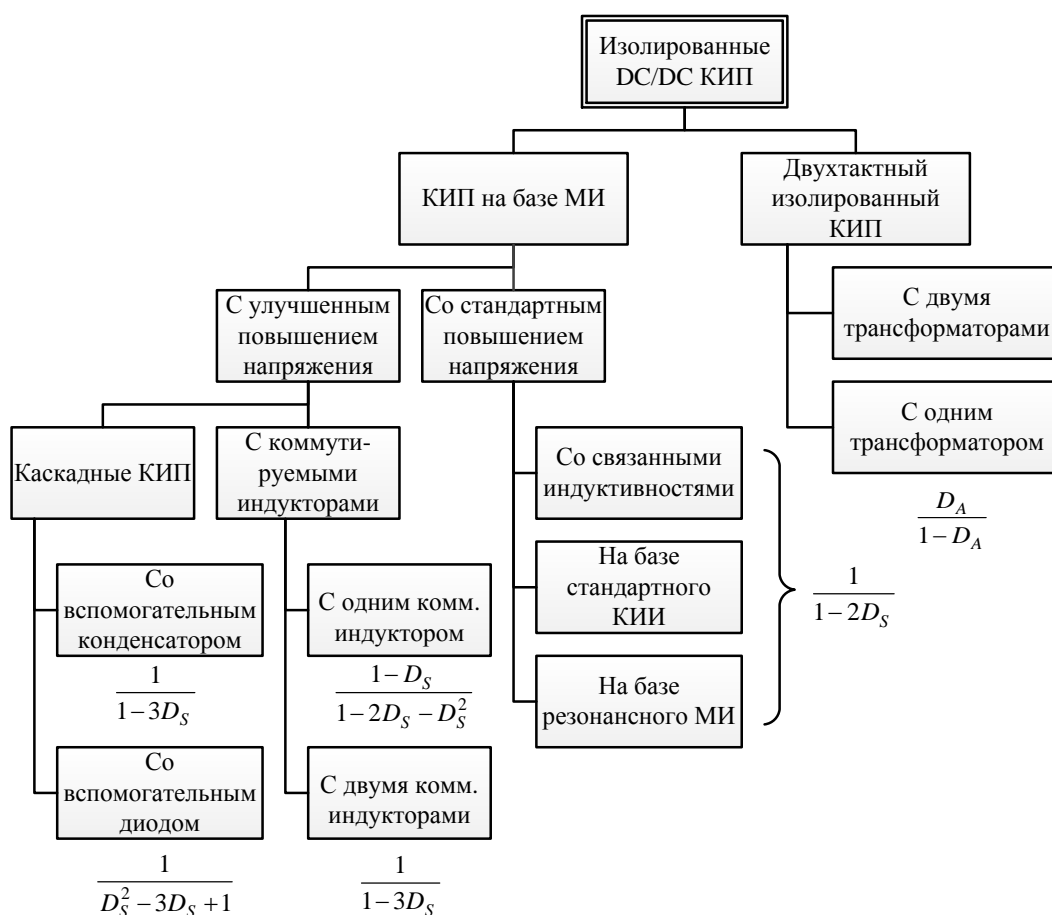 Изолированные
DC/DC КИП
КИП на базе МИ
Двухтактный
изолированный
КИП
С улучшенным
повышением
напряжения
Со стандартным
повышением
напряжения
С двумя
трансформаторами
С одним
трансформатором
Каскадные КИП
С коммути-
руемыми
индукторами
Со связанными
индуктивностями
D_A
1 − D_A
На базе
стандартного
КИИ
1
1 − 2D_S
Со
вспомогательным
конденсатором
1
1 − 3D_S
С одним комм.
индуктором
1 − D_S
1 − 2D_S − D_S^2
На базе
резонансного МИ
Со
вспомогательным
диодом
1
D_S^2 − 3D_S + 1
С двумя комм.
индукторами
1
1 − 3D_S